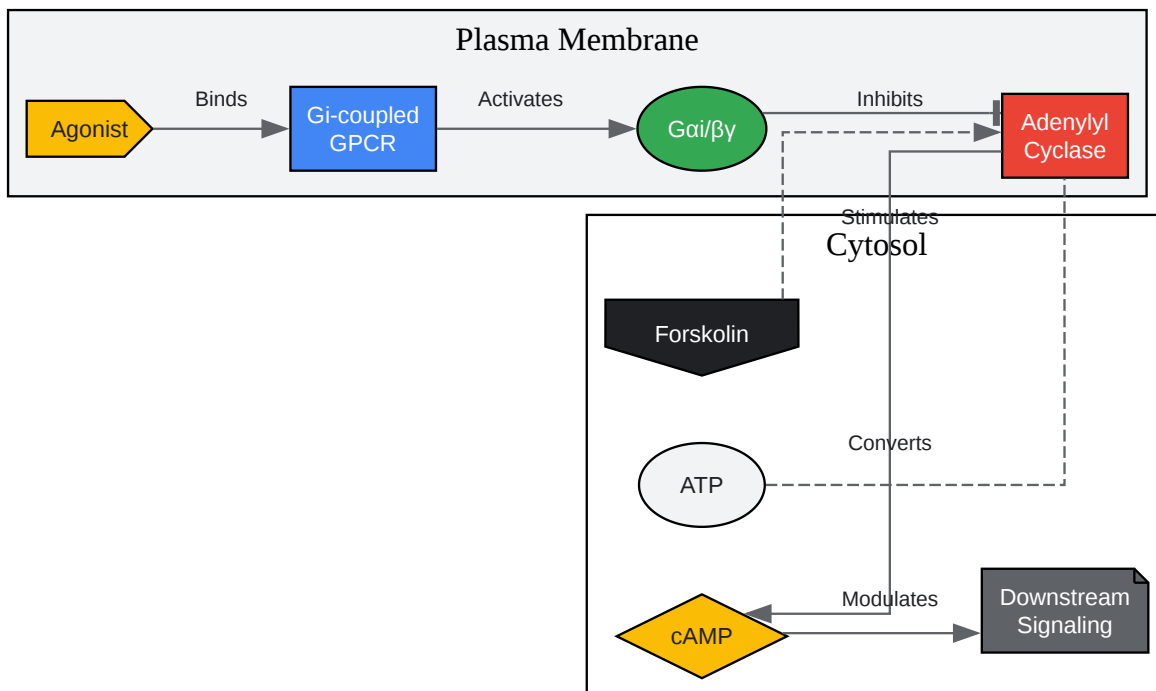 Plasma Membrane
Binds
Activates
Inhibits
Agonist
Gi-coupled
GPCR
Gαi/βγ
Adenylyl
Cyclase
Stimulates
Cytosol
Forskolin
Converts
ATP
Modulates
cAMP
Downstream
Signaling